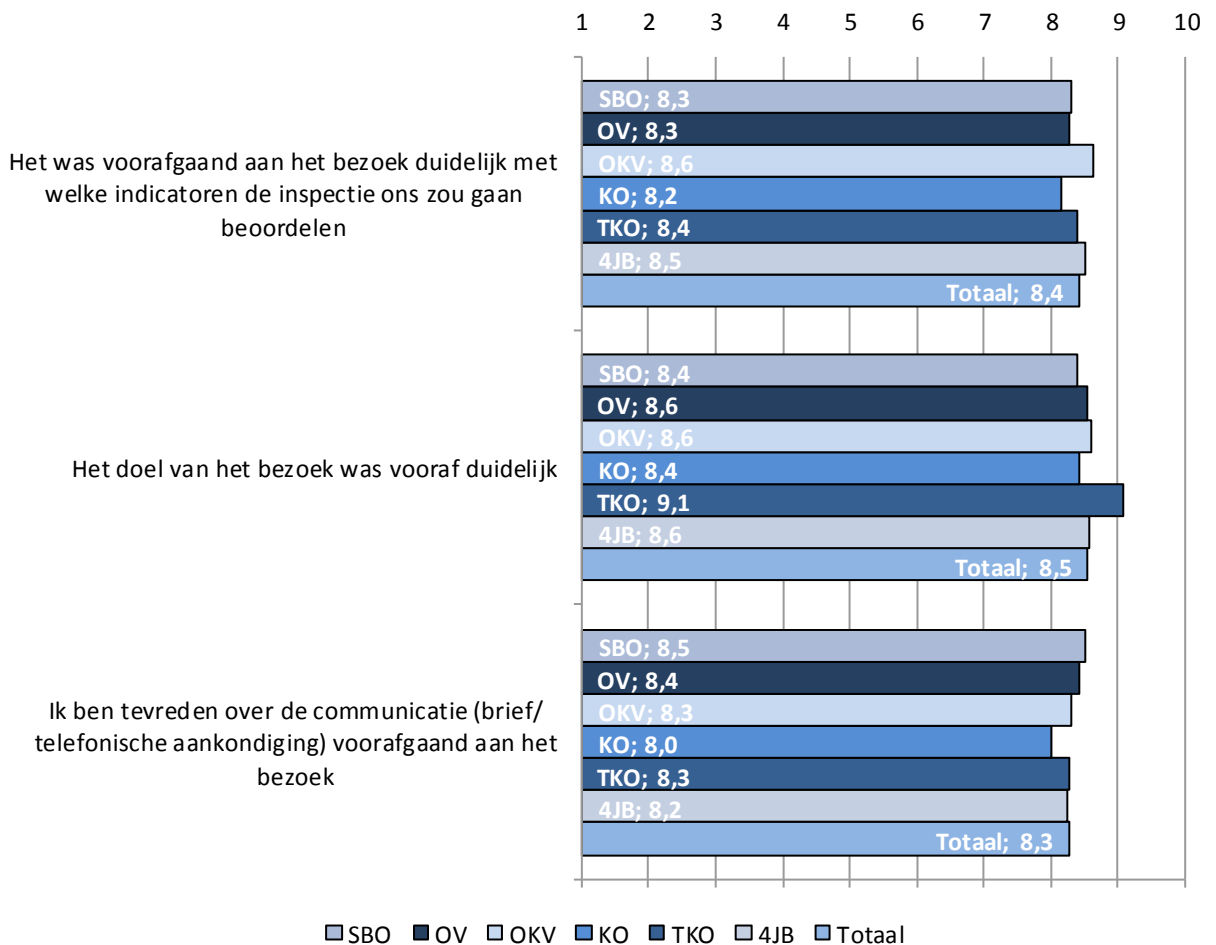 1 2 3 4 5 6 7 8 9 10
Het was voorafgaand aan het bezoek duidelijk met
welke indicatoren de inspectie ons zou gaan
beoordelen
SBO; 8,3
OV; 8,3
OKV; 8,6
KO; 8,2
TKO; 8,4
4JB; 8,5
Totaal; 8,4
Het doel van het bezoek was vooraf duidelijk
SBO; 8,4
OV; 8,6
OKV; 8,6
KO; 8,4
TKO; 9,1
4JB; 8,6
Totaal; 8,5
Ik ben tevreden over de communicatie (brief/
telefonische aankondiging) voorafgaand aan het
bezoek
SBO; 8,5
OV; 8,4
OKV; 8,3
KO; 8,0
TKO; 8,3
4JB; 8,2
Totaal; 8,3
SBO OV OKV KO TKO 4JB Totaal